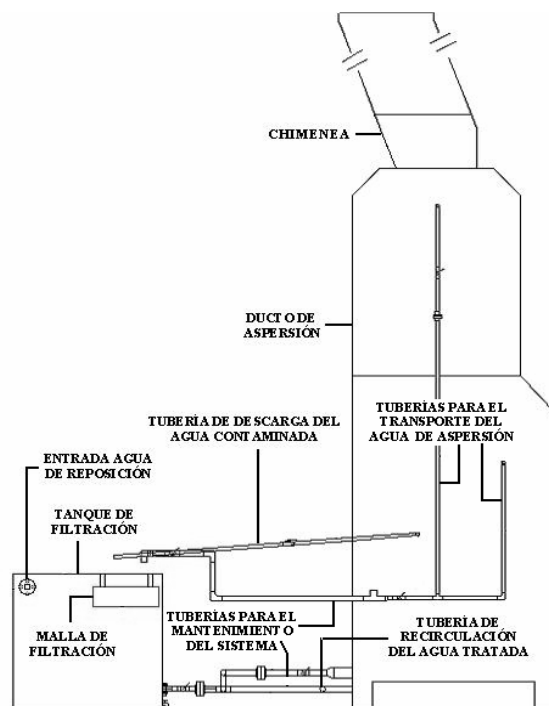 CHIMENEA
DUCTO DE
ASPERSIÓN
TUBERÍA DE DESCARGA DEL
AGUA CONTAMINADA
TUBERÍAS PARA EL
TRANSPORTE DEL
AGUA DE ASPERSIÓN
ENTRADA AGUA
DE REPOSICIÓN
TANQUE DE
FILTRACIÓN
MALLA DE
FILTRACIÓN
TUBERÍAS PARA EL
MANTENIMIENTO
DEL SISTEMA
TUBERÍA DE
RECIRCULACIÓN
DEL AGUA TRATADA